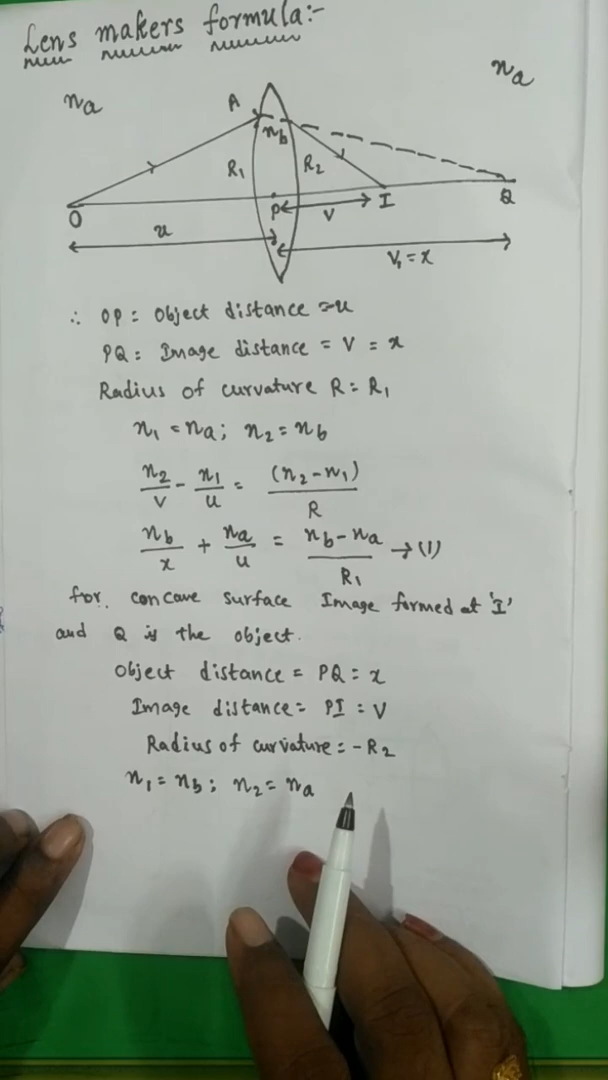 Lens makers formula:-
na
na
A
nb
R1
R2
O
P
I
Q
v
u
V1 = x
∴ OP = Object distance = u
PQ = Image distance = V = x
Radius of curvature R = R1
n1 = na; n2 = nb
n2/v - n1/u = (n2-n1)/R
nb/x + na/u = nb-na/R1 → (1)
for concave surface Image formed at 'I'
and Q is the object.
Object distance = PQ = x
Image distance = PI = V
Radius of curvature = -R2
n1 = nb; n2 = na